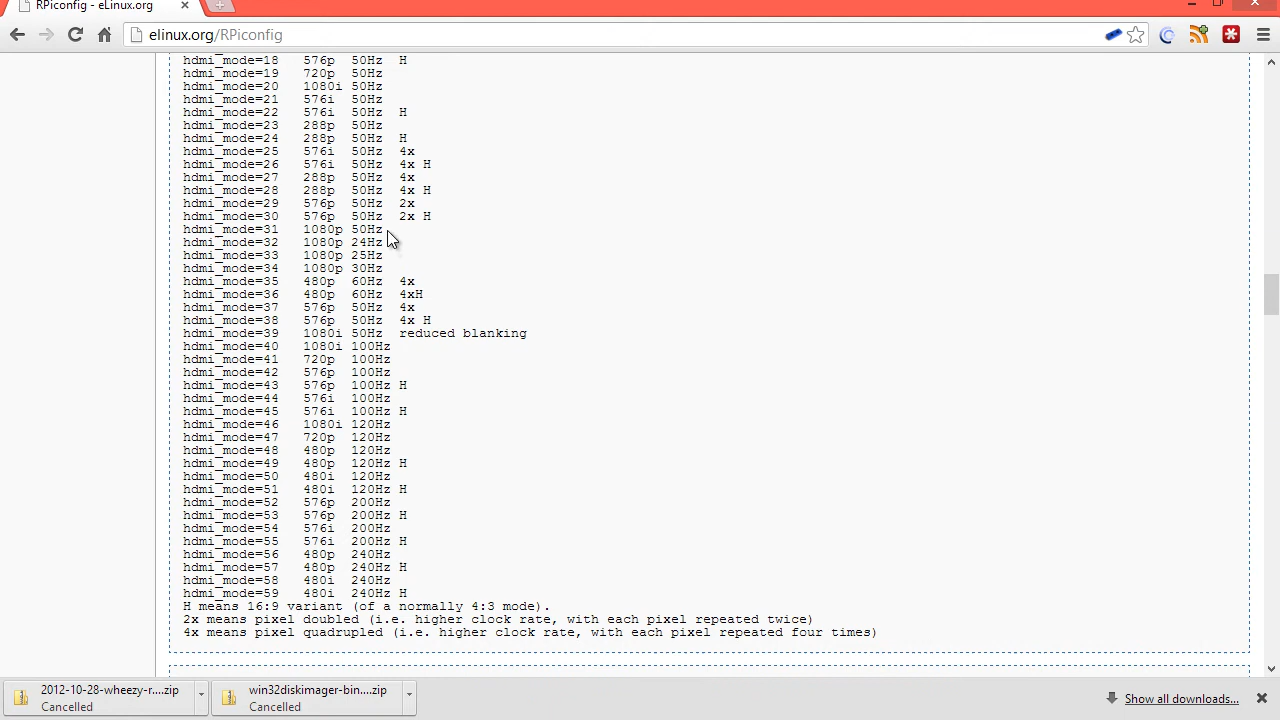 RPiconfig - eLinux.org
elinux.org/RPiconfig
hdmi_mode=18 576p 50Hz H
hdmi_mode=19 720p 50Hz
hdmi_mode=20 1080i 50Hz
hdmi_mode=21 576i 50Hz
hdmi_mode=22 576i 50Hz H
hdmi_mode=23 288p 50Hz
hdmi_mode=24 288p 50Hz H
hdmi_mode=25 576i 50Hz 4x
hdmi_mode=26 576i 50Hz 4x H
hdmi_mode=27 288p 50Hz 4x
hdmi_mode=28 288p 50Hz 4x H
hdmi_mode=29 576p 50Hz 2x
hdmi_mode=30 576p 50Hz 2x H
hdmi_mode=31 1080p 50Hz
hdmi_mode=32 1080p 24Hz
hdmi_mode=33 1080p 25Hz
hdmi_mode=34 1080p 30Hz
hdmi_mode=35 480p 60Hz 4x
hdmi_mode=36 480p 60Hz 4xH
hdmi_mode=37 576p 50Hz 4x
hdmi_mode=38 576p 50Hz 4x H
hdmi_mode=39 1080i 50Hz reduced blanking
hdmi_mode=40 1080i 100Hz
hdmi_mode=41 720p 100Hz
hdmi_mode=42 576p 100Hz
hdmi_mode=43 576p 100Hz H
hdmi_mode=44 576i 100Hz
hdmi_mode=45 576i 100Hz H
hdmi_mode=46 1080i 120Hz
hdmi_mode=47 720p 120Hz
hdmi_mode=48 480p 120Hz
hdmi_mode=49 480p 120Hz H
hdmi_mode=50 480i 120Hz
hdmi_mode=51 480i 120Hz H
hdmi_mode=52 576p 200Hz
hdmi_mode=53 576p 200Hz H
hdmi_mode=54 576i 200Hz
hdmi_mode=55 576i 200Hz H
hdmi_mode=56 480p 240Hz
hdmi_mode=57 480p 240Hz H
hdmi_mode=58 480i 240Hz
hdmi_mode=59 480i 240Hz H
H means 16:9 variant (of a normally 4:3 mode).
2x means pixel doubled (i.e. higher clock rate, with each pixel repeated twice)
4x means pixel quadrupled (i.e. higher clock rate, with each pixel repeated four times)
2012-10-28-wheezy-r....zip
Cancelled
win32diskimager-bin....zip
Cancelled
Show all downloads...